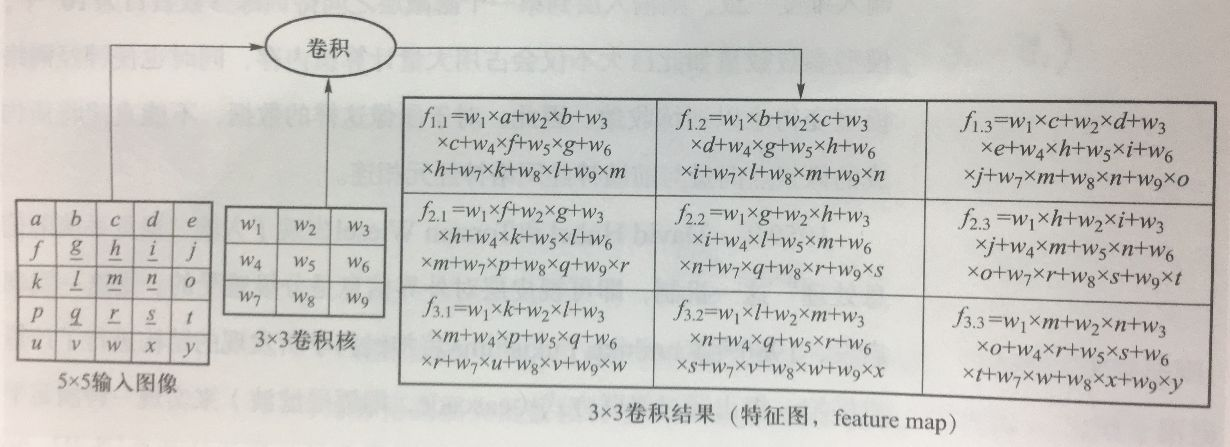 卷积
f1.1=w1×a+w2×b+w3
×c+w4×f+w5×g+w6
×h+w7×k+w8×l+w9×m
f1.2=w1×b+w2×c+w3
×d+w4×g+w5×h+w6
×i+w7×l+w8×m+w9×n
f1.3=w1×c+w2×d+w3
×e+w4×h+w5×i+w6
×j+w7×m+w8×n+w9×o
a b c d e
f g h i j
k l m n o
p q r s t
u v w x y
5×5输入图像
w1 w2 w3
w4 w5 w6
w7 w8 w9
3×3卷积核
f2.1=w1×f+w2×g+w3
×h+w4×k+w5×l+w6
×m+w7×p+w8×q+w9×r
f2.2=w1×g+w2×h+w3
×i+w4×l+w5×m+w6
×n+w7×q+w8×r+w9×s
f2.3=w1×h+w2×i+w3
×j+w4×m+w5×n+w6
×o+w7×r+w8×s+w9×t
f3.1=w1×k+w2×l+w3
×m+w4×p+w5×q+w6
×r+w7×u+w8×v+w9×w
f3.2=w1×l+w2×m+w3
×n+w4×q+w5×r+w6
×s+w7×v+w8×w+w9×x
f3.3=w1×m+w2×n+w3
×o+w4×r+w5×s+w6
×t+w7×w+w8×x+w9×y
3×3卷积结果（特征图，feature map）